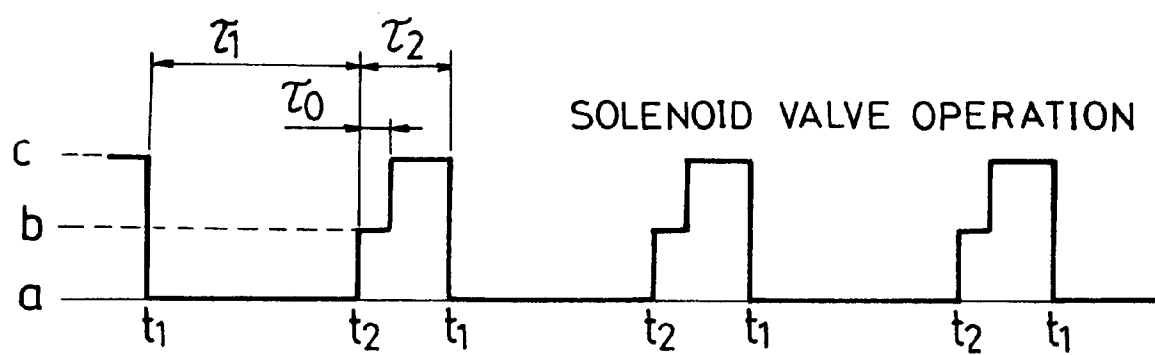 τ1 τ2
τ0
SOLENOID VALVE OPERATION
c
b
a
t1 t2 t1 t2 t1 t2 t1